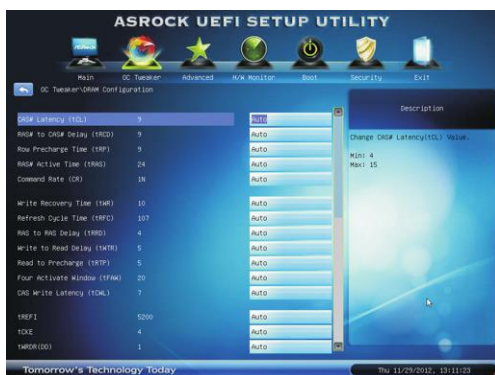 ASROCK UEFI SETUP UTILITY
ASRock
Main OC Tweaker Advanced H/W Monitor Boot Security Exit
OC Tweaker\DRAM Configuration
Description
CAS# Latency (tCL) 9 Auto
Change CAS# Latency(tCL) Value.
RAS# to CAS# Delay (tRCD) 9 Auto
Min: 4
Row Precharge Time (tRP) 9 Auto
Max: 15
RAS# Active Time (tRAS) 24 Auto
Command Rate (CR) 1N Auto
Write Recovery Time (tWR) 10 Auto
Refresh Cycle Time (tRFC) 107 Auto
RAS to RAS Delay (tRRD) 4 Auto
Write to Read Delay (tWTR) 5 Auto
Read to Precharge (tRTP) 5 Auto
Four Activate Window (tFAW) 20 Auto
CAS Write Latency (tCWL) 7 Auto
tREFI 5200 Auto
tCKE 4 Auto
tWRDR(DD) 1 Auto
Tomorrow's Technology Today
Thu 11/29/2012, 13:11:23